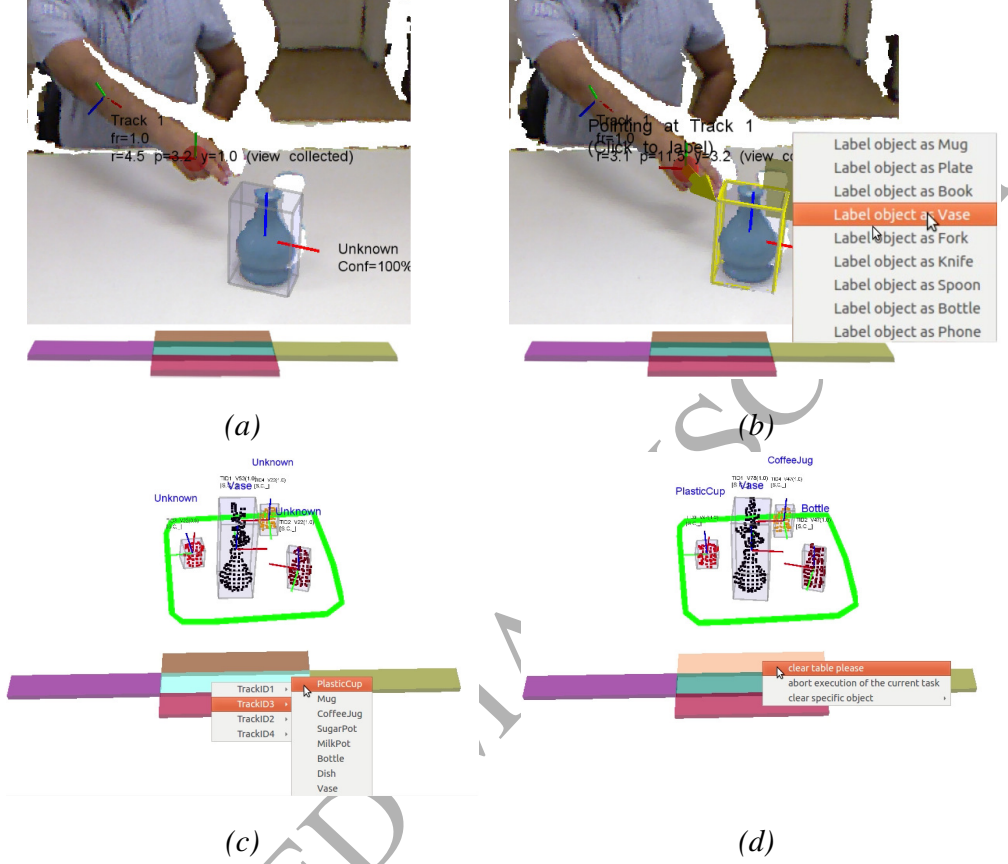 Track 1
fr=1.0
r=4.5 p=3.2 y=1.0 (view collected)
Unknown
Conf=100%
Pointing at Track 1
(Click to label)
fr=1.0
r=3.1 p=11.5 y=3.2 (view co
Label object as Mug
Label object as Plate
Label object as Book
Label object as Vase
Label object as Fork
Label object as Knife
Label object as Spoon
Label object as Bottle
Label object as Phone
(a)
(b)
Unknown
Unknown
Vase
Unknown
TrackID1
TrackID3
TrackID2
TrackID4
PlasticCup
Mug
CoffeeJug
SugarPot
MilkPot
Bottle
Dish
Vase
CoffeeJug
PlasticCup
Vase
Bottle
clear table please
abort execution of the current task
clear specific object
(c)
(d)